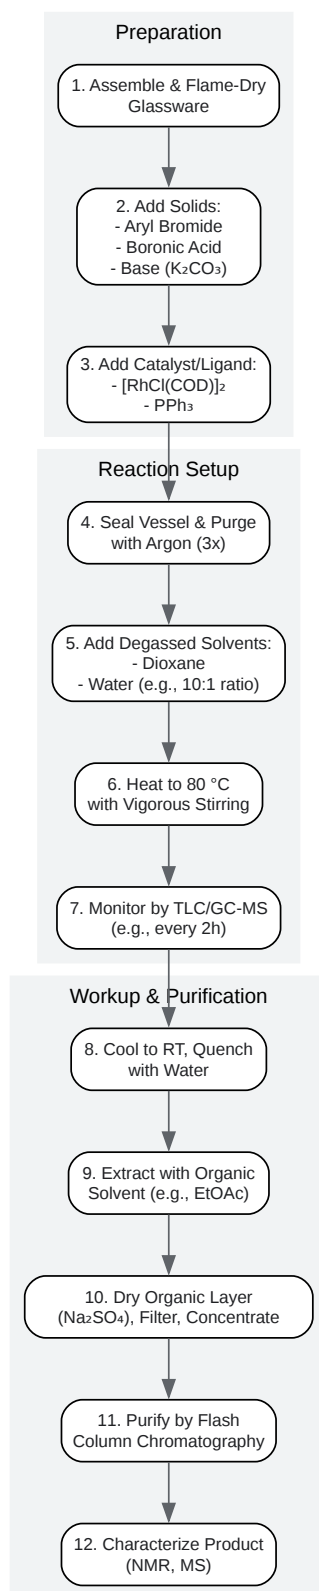 Preparation
1. Assemble & Flame-Dry
Glassware
2. Add Solids:
- Aryl Bromide
- Boronic Acid
- Base (K₂CO₃)
3. Add Catalyst/Ligand:
- [RhCl(COD)]₂
- PPh₃
Reaction Setup
4. Seal Vessel & Purge
with Argon (3x)
5. Add Degassed Solvents:
- Dioxane
- Water (e.g., 10:1 ratio)
6. Heat to 80 °C
with Vigorous Stirring
7. Monitor by TLC/GC-MS
(e.g., every 2h)
Workup & Purification
8. Cool to RT, Quench
with Water
9. Extract with Organic
Solvent (e.g., EtOAc)
10. Dry Organic Layer
(Na₂SO₄), Filter, Concentrate
11. Purify by Flash
Column Chromatography
12. Characterize Product
(NMR, MS)